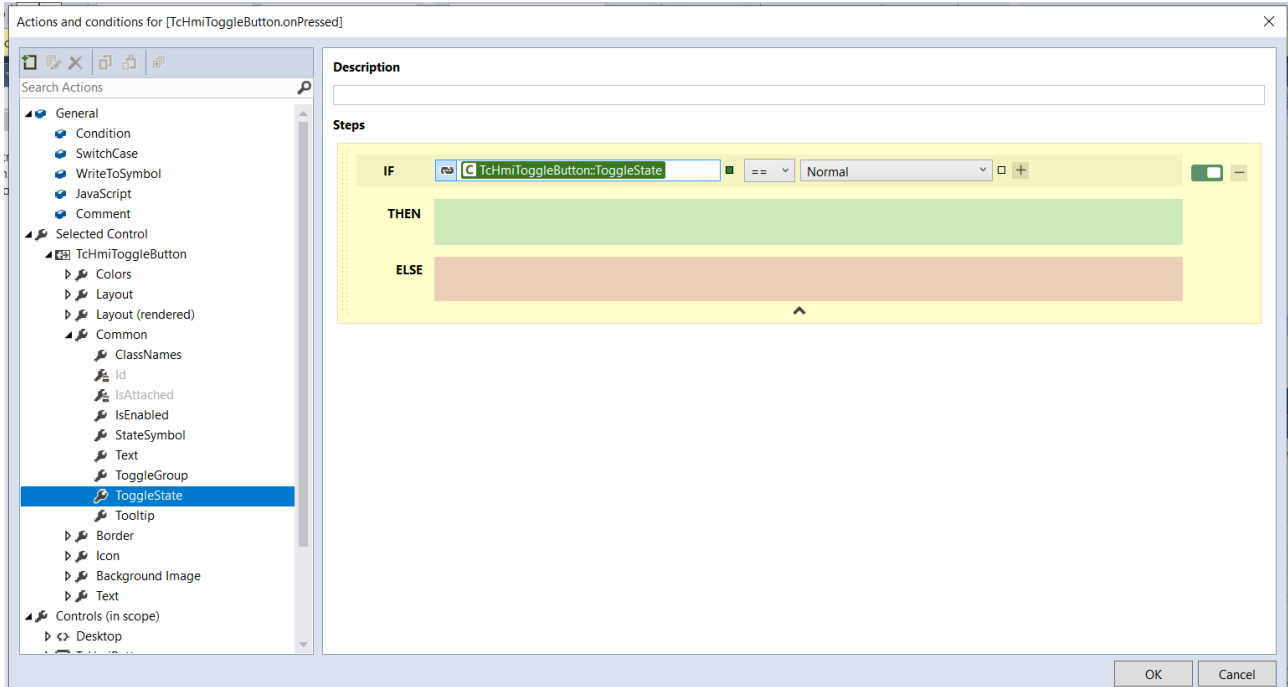 Actions and conditions for [TcHmiToggleButton.onPressed]
Search Actions
General
Condition
SwitchCase
WriteToSymbol
JavaScript
Comment
Selected Control
TcHmiToggleButton
Colors
Layout
Layout (rendered)
Common
ClassNames
Id
IsAttached
IsEnabled
StateSymbol
Text
ToggleGroup
ToggleState
Tooltip
Border
Icon
Background Image
Text
Controls (in scope)
Desktop
Description
Steps
IF C TcHmiToggleButton::ToggleState == Normal
THEN
ELSE
OK Cancel